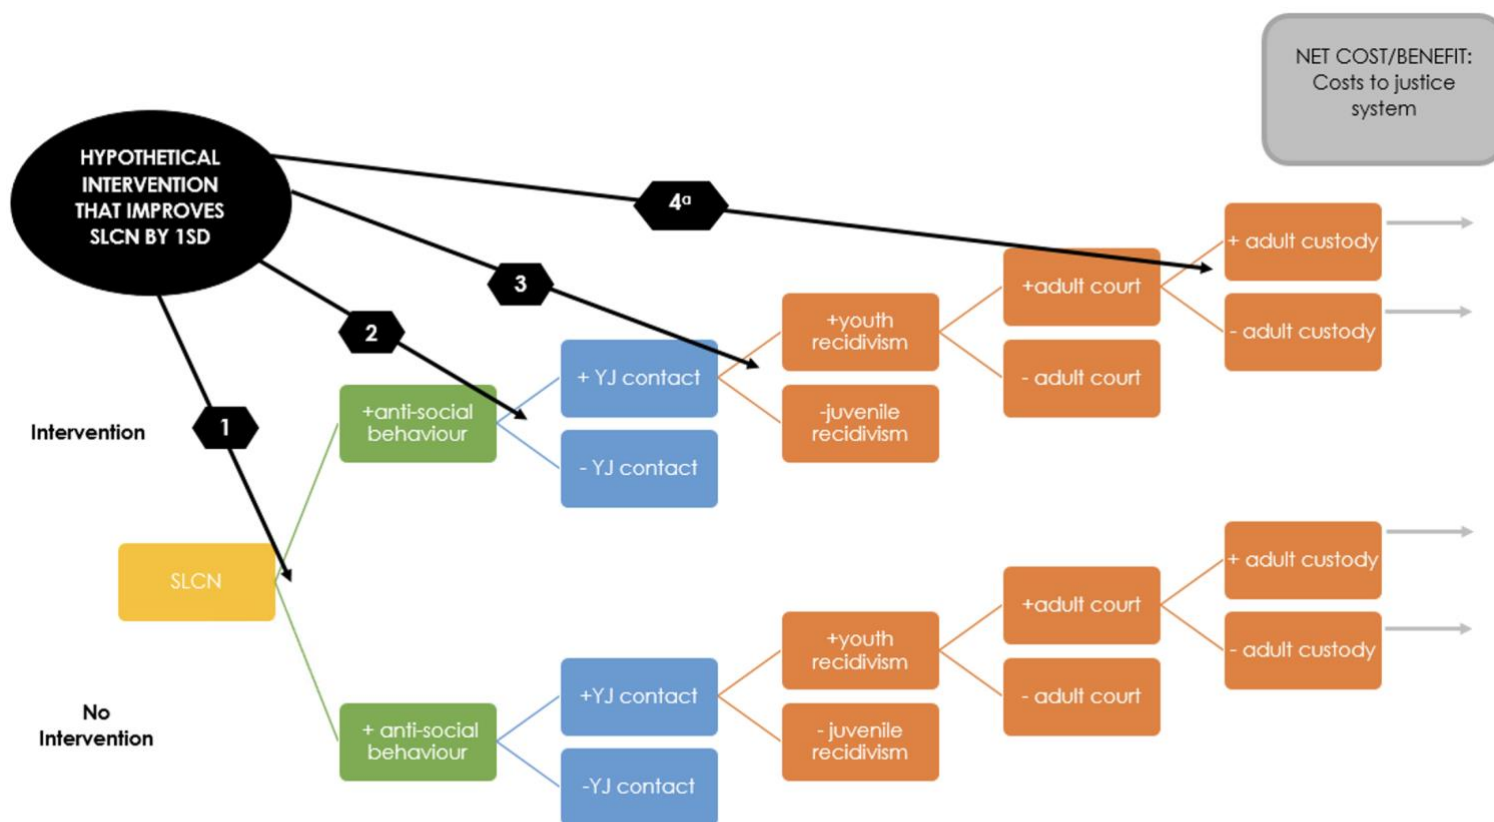 NET COST/BENEFIT:
Costs to justice
system
HYPOTHETICAL
INTERVENTION
THAT IMPROVES
SLCN BY 1SD
4ᵃ
3
2
1
Intervention
SLCN
+anti-social
behaviour
+ YJ contact
- YJ contact
+youth
recidivism
-juvenile
recidivism
+adult court
- adult court
+ adult custody
- adult custody
No
Intervention
+ anti-social
behaviour
+YJ contact
-YJ contact
+youth
recidivism
- juvenile
recidivism
+adult court
- adult court
+ adult custody
- adult custody